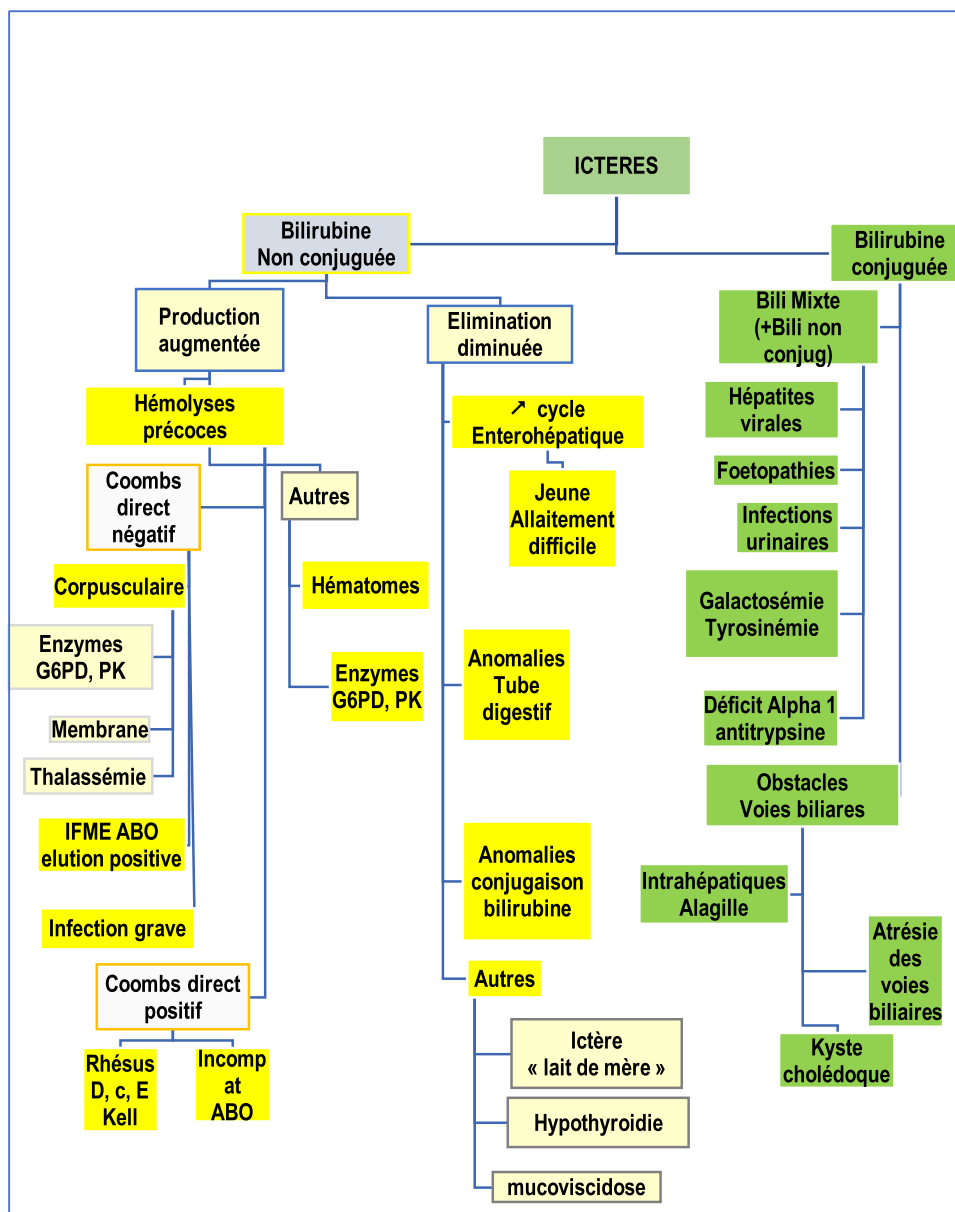 ICTERES
Bilirubine
Non conjuguée
Bilirubine
conjuguée
Production
augmentée
Elimination
diminuée
Bili Mixte
(+Bili non
conjug)
Hémolyses
précoces
↗ cycle
Enterohépatique
Hépatites
virales
Coombs
direct
négatif
Autres
Jeune
Allaitement
difficile
Foetopathies
Infections
urinaires
Corpusculaire
Hématomes
Galactosémie
Tyrosinémie
Enzymes
G6PD, PK
Enzymes
G6PD, PK
Anomalies
Tube
digestif
Déficit Alpha 1
antitrypsine
Membrane
Thalassémie
Obstacles
Voies biliares
IFME ABO
elution positive
Anomalies
conjugaison
bilirubine
Intrahépatiques
Alagille
Infection grave
Atrésie
des
voies
biliaires
Coombs direct
positif
Autres
Rhésus
D, c, E
Kell
Incomp
at
ABO
Ictère
« lait de mère »
Kyste
cholédoque
Hypothyroidie
mucoviscidose